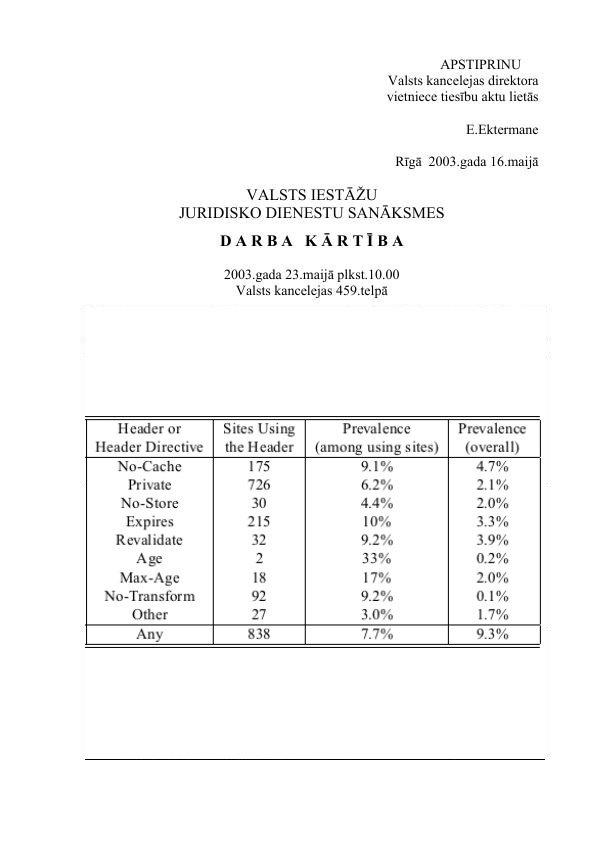 APSTIPRINU
Valsts kancelejas direktora
vietniece tiesību aktu lietās
E.Ektermane
Rīgā  2003.gada 16.maijā
VALSTS IESTĀŽU
JURIDISKO DIENESTU SANĀKSMES
D A R B A   K Ā R T Ī B A
2003.gada 23.maijā plkst.10.00
Valsts kancelejas 459.telpā
Header or Sites Using Prevalence Prevalence
Header Directive the Header (among using sites) (overall)
No-Cache 175 9.1% 4.7%
Private 726 6.2% 2.1%
No-Store 30 4.4% 2.0%
Expires 215 10% 3.3%
Revalidate 32 9.2% 3.9%
Age 2 33% 0.2%
Max-Age 18 17% 2.0%
No-Transform 92 9.2% 0.1%
Other 27 3.0% 1.7%
Any 838 7.7% 9.3%